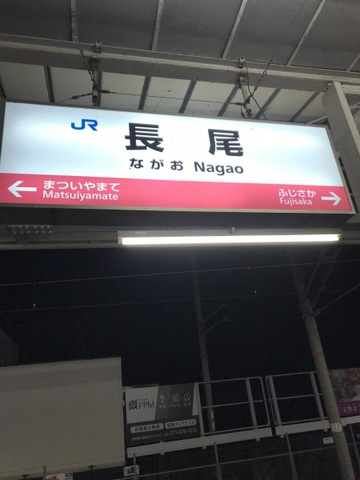 JR 長尾
ながお Nagao
← まついやまて
Matsuiyamate
ふじさか →
Fujisaka
FPM